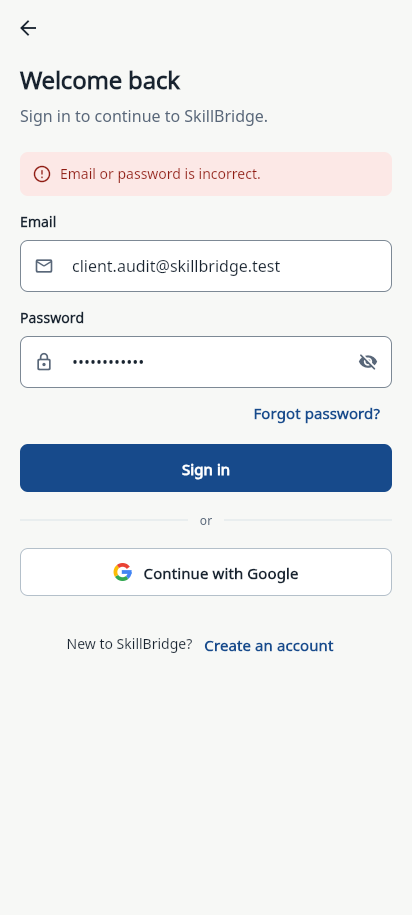 Welcome back
Sign in to continue to SkillBridge.
Email or password is incorrect.
Email
client.audit@skillbridge.test
Password
••••••••••••
Forgot password?
Sign in
or
Continue with Google
New to SkillBridge? Create an account